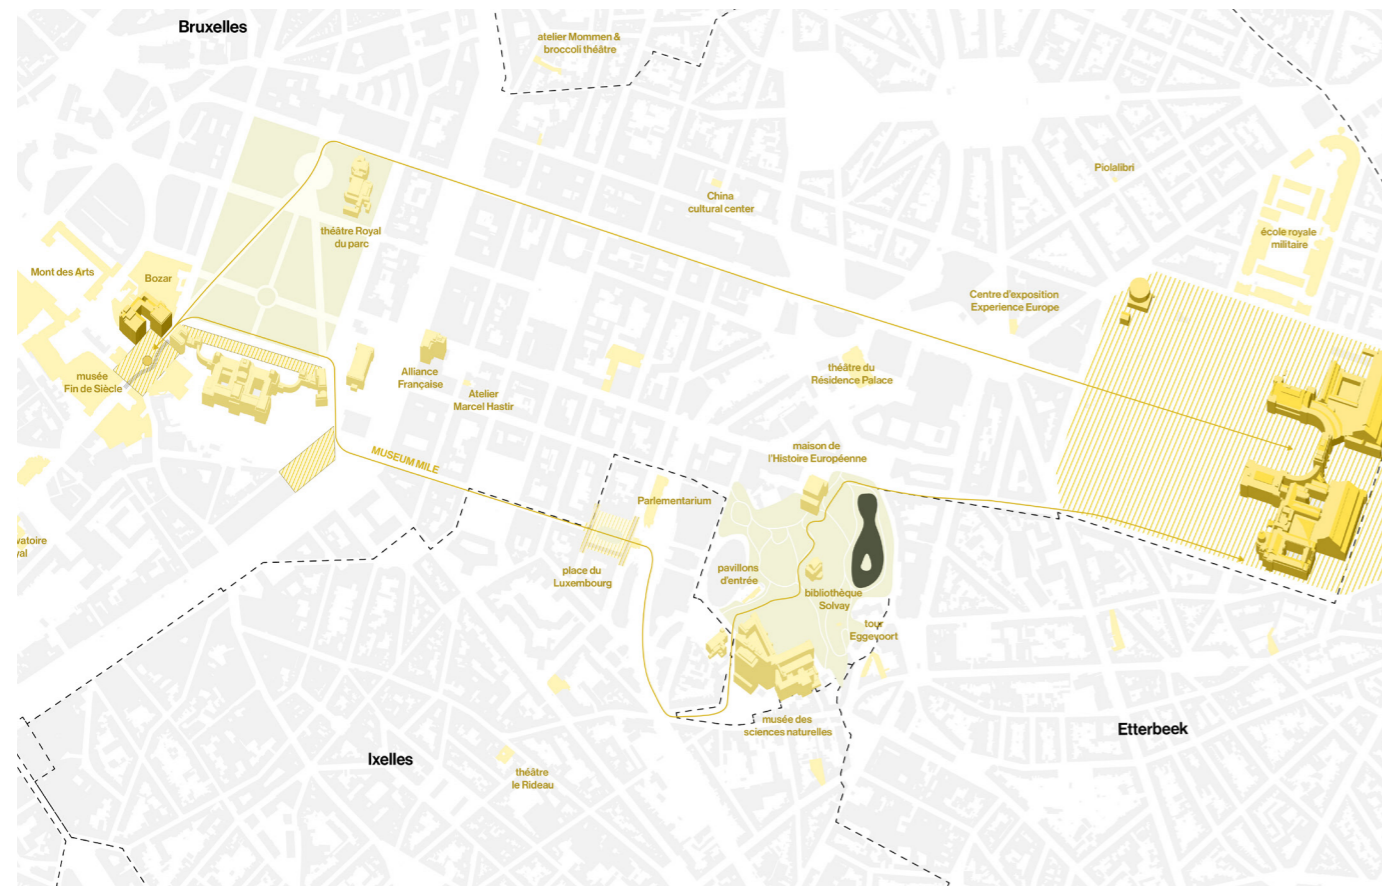 Bruxelles
atelier Mommen &
broccoli théâtre
Piolalibri
China
cultural center
théâtre Royal
du parc
école royale
militaire
Mont des Arts
Bozar
Centre d'exposition
Experience Europe
musée
Fin de Siècle
Alliance
Française
théâtre du
Résidence Palace
Atelier
Marcel Hastir
MUSEUM MILE
maison de
l'Histoire Européenne
Parlementarium
vatoire
yal
place du
Luxembourg
pavillons
d'entrée
bibliothèque
Solvay
tour
Eggevoort
musée des
sciences naturelles
Etterbeek
Ixelles
théâtre
le Rideau